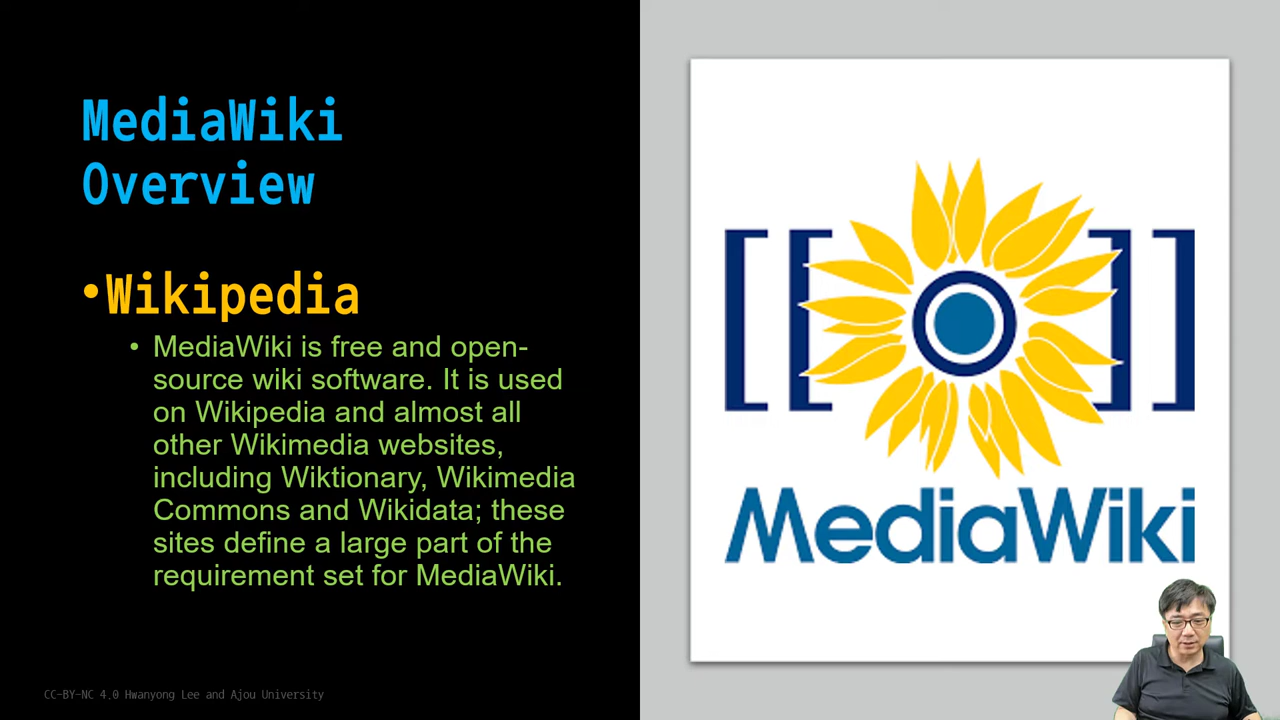 MediaWiki
Overview
•Wikipedia
• MediaWiki is free and open-
source wiki software. It is used
on Wikipedia and almost all
other Wikimedia websites,
including Wiktionary, Wikimedia
Commons and Wikidata; these
sites define a large part of the
requirement set for MediaWiki.
CC-BY-NC 4.0 Hwanyong Lee and Ajou University
[[ ]]
MediaWiki